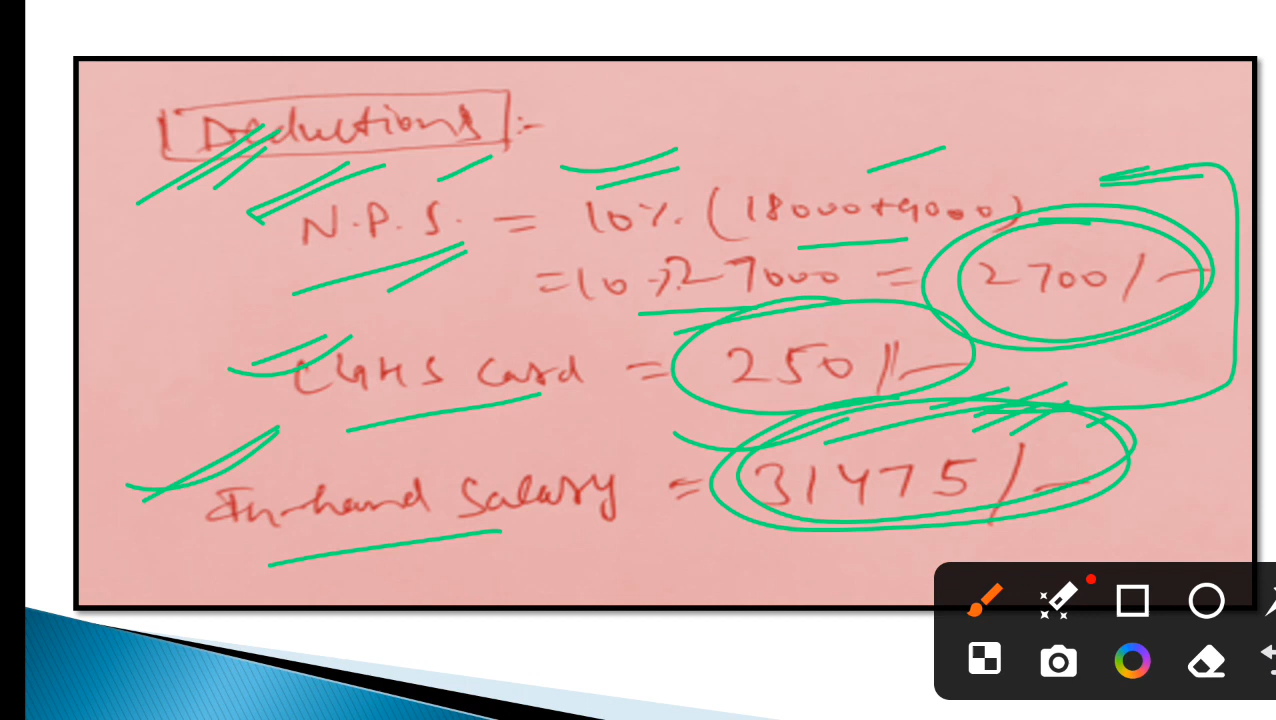 Deductions :-
N.P.S. = 10% (18000+9000)
=10% 27000 = 2700/-
CGHS Card = 250/-
In-hand Salary = 31475/-